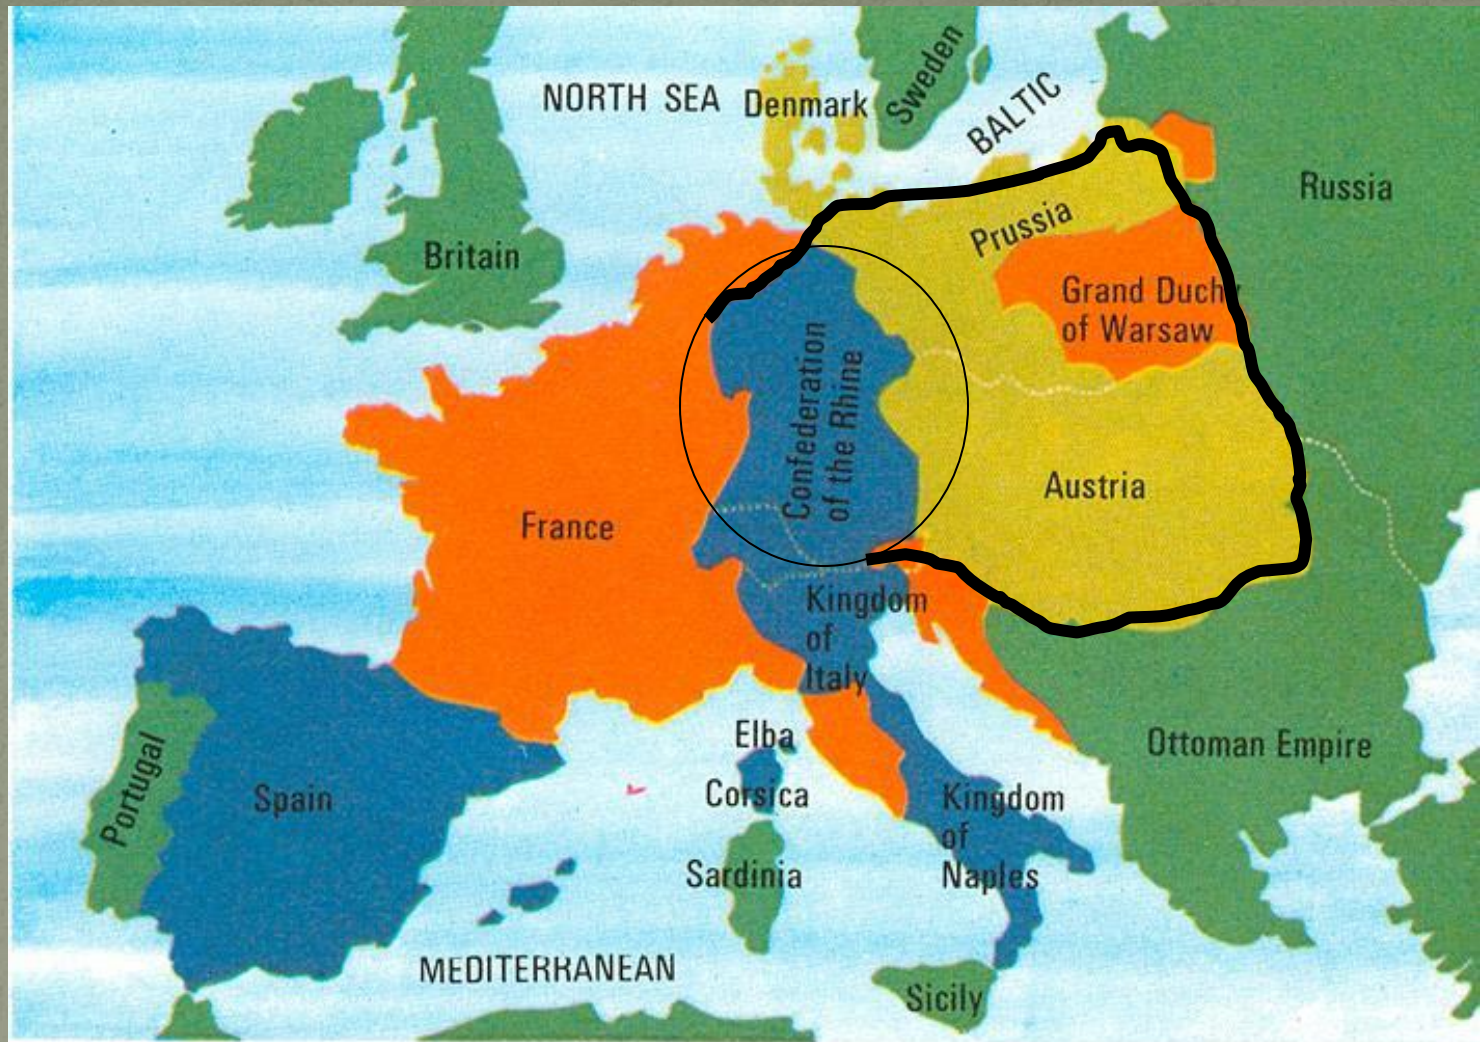 NORTH SEA
Denmark
Sweden
BALTIC
Russia
Prussia
Britain
Grand Duchy
of Warsaw
Confederation
of the Rhine
Austria
France
Kingdom
of
Italy
Elba
Ottoman Empire
Portugal
Spain
Corsica
Kingdom
of
Naples
Sardinia
MEDITERRANEAN
Sicily